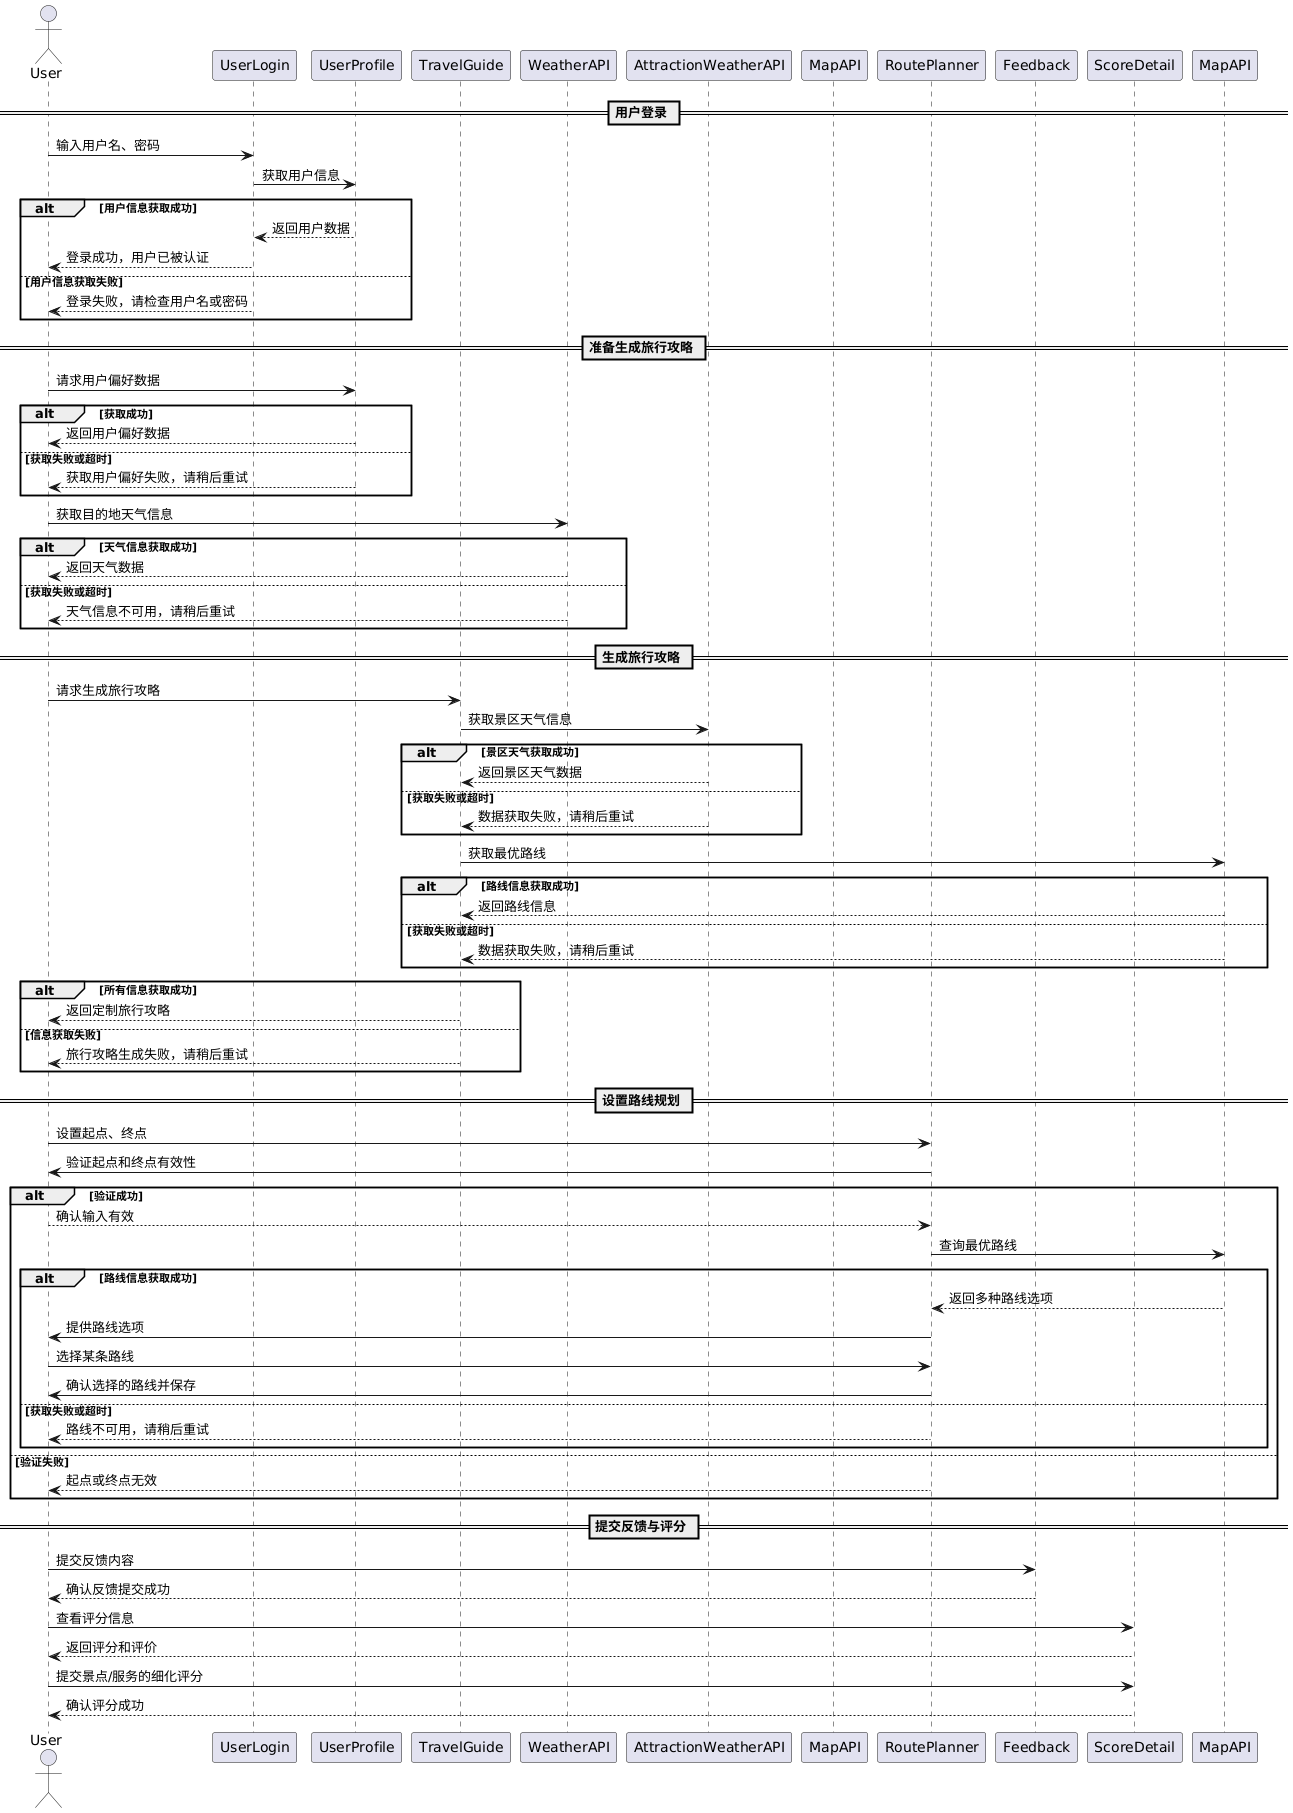 User
UserLogin
UserProfile
TravelGuide
WeatherAPI
AttractionWeatherAPI
MapAPI
RoutePlanner
Feedback
ScoreDetail
MapAPI
用户登录
输入用户名、密码
获取用户信息
alt [用户信息获取成功]
返回用户数据
登录成功，用户已被认证
[用户信息获取失败]
登录失败，请检查用户名或密码
准备生成旅行攻略
请求用户偏好数据
alt [获取成功]
返回用户偏好数据
[获取失败或超时]
获取用户偏好失败，请稍后重试
获取目的地天气信息
alt [天气信息获取成功]
返回天气数据
[获取失败或超时]
天气信息不可用，请稍后重试
生成旅行攻略
请求生成旅行攻略
获取景区天气信息
alt [景区天气获取成功]
返回景区天气数据
[获取失败或超时]
数据获取失败，请稍后重试
获取最优路线
alt [路线信息获取成功]
返回路线信息
[获取失败或超时]
数据获取失败，请稍后重试
alt [所有信息获取成功]
返回定制旅行攻略
[信息获取失败]
旅行攻略生成失败，请稍后重试
设置路线规划
设置起点、终点
验证起点和终点有效性
alt [验证成功]
确认输入有效
查询最优路线
alt [路线信息获取成功]
返回多种路线选项
提供路线选项
选择某条路线
确认选择的路线并保存
[获取失败或超时]
路线不可用，请稍后重试
[验证失败]
起点或终点无效
提交反馈与评分
提交反馈内容
确认反馈提交成功
查看评分信息
返回评分和评价
提交景点/服务的细化评分
确认评分成功
User
UserLogin
UserProfile
TravelGuide
WeatherAPI
AttractionWeatherAPI
MapAPI
RoutePlanner
Feedback
ScoreDetail
MapAPI